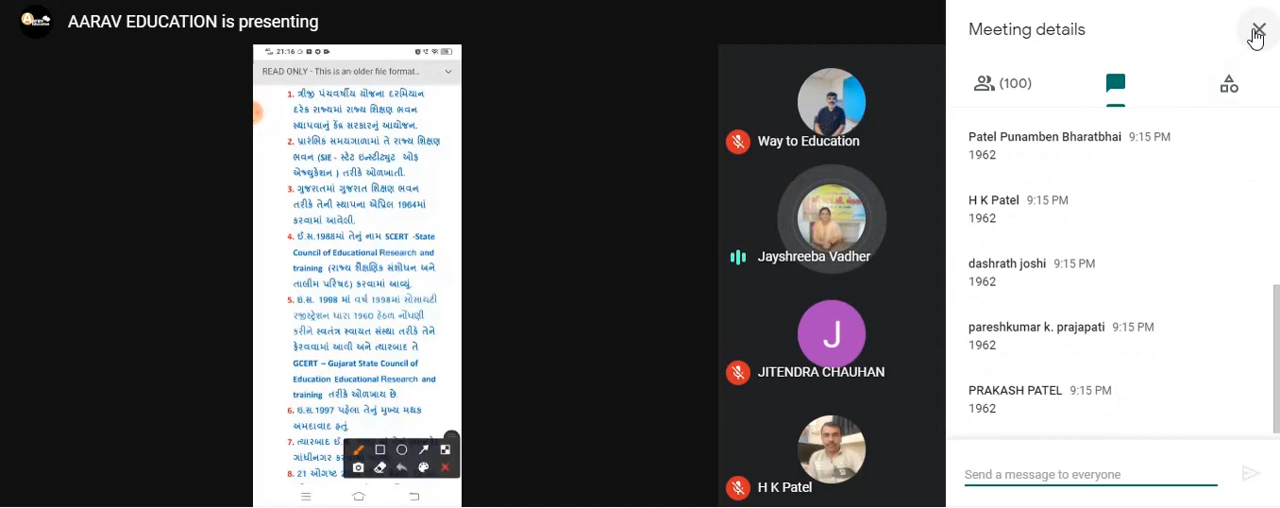 AARAV EDUCATION is presenting
21:16
READ ONLY - This is an older file format..
1. ત્રીજી પંચવર્ષીય યોજના દરમિયાન
દરેક રાજ્યમાં રાજ્ય શિક્ષણ ભવન
સ્થાપવાનું કેંદ્ર સરકારનું આયોજન.
2. પ્રારંભિક સમયગાળામાં તે રાજ્ય શિક્ષણ
ભવન (SIE - સ્ટેટ ઇન્સ્ટીટ્યુટ ઓફ
એજ્યુકેશન ) તરીકે ઓળખાતી.
3. ગુજરાતમાં ગુજરાત શિક્ષણ ભવન
તરીકે તેની સ્થાપના એપ્રિલ 1964માં
કરવામાં આવેલી.
4. ઈ.સ.1988માં તેનું નામ SCERT -State
Council of Educational Research and
training (રાજ્ય શૈક્ષણિક સંશોધન અને
તાલીમ પરિષદ) કરવામાં આવ્યું.
5. ઇ.સ. 1998 માં વર્ષ 1998માં સોસાયટી
રજીસ્ટ્રેશન ધારા 1960 હેઠળ નોંધણી
કરીને સ્વતંત્ર સ્વાયત સંસ્થા તરીકે તેને
ફેરવવામાં આવી અને ત્યારબાદ તે
GCERT – Gujarat State Council of
Education Educational Research and
training તરીકે ઓળખાય છે.
6. ઇ.સ.1997 પહેલા તેનું મુખ્ય મથક
અમદાવાદ હતું.
7. ત્યારબાદ ઈ.
ગાંધીનગર
8. 21 ઓગષ્ટ
Way to Education
Jayshreeba Vadher
J
JITENDRA CHAUHAN
H K Patel
Meeting details
(100)
Patel Punamben Bharatbhai 9:15 PM
1962
H K Patel 9:15 PM
1962
dashrath joshi 9:15 PM
1962
pareshkumar k. prajapati 9:15 PM
1962
PRAKASH PATEL 9:15 PM
1962
Send a message to everyone